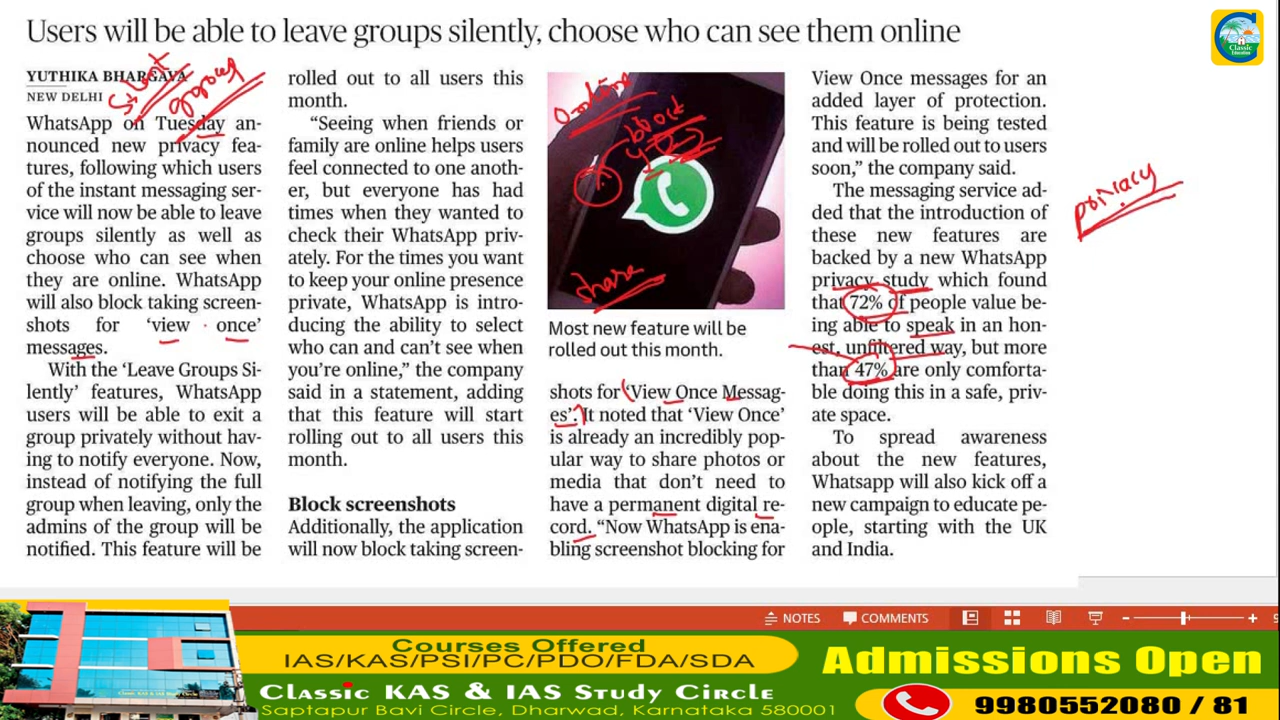 Users will be able to leave groups silently, choose who can see them online
YUTHIKA BHARGAVA
NEW DELHI
WhatsApp on Tuesday an-
nounced new privacy fea-
tures, following which users
of the instant messaging ser-
vice will now be able to leave
groups silently as well as
choose who can see when
they are online. WhatsApp
will also block taking screen-
shots for ‘view once’
messages.
With the ‘Leave Groups Si-
lently’ features, WhatsApp
users will be able to exit a
group privately without hav-
ing to notify everyone. Now,
instead of notifying the full
group when leaving, only the
admins of the group will be
notified. This feature will be
rolled out to all users this
month.
“Seeing when friends or
family are online helps users
feel connected to one anoth-
er, but everyone has had
times when they wanted to
check their WhatsApp priv-
ately. For the times you want
to keep your online presence
private, WhatsApp is intro-
ducing the ability to select
who can and can’t see when
you’re online,” the company
said in a statement, adding
that this feature will start
rolling out to all users this
month.
Block screenshots
Additionally, the application
will now block taking screen-
Online
share
Most new feature will be
rolled out this month.
shots for ‘View Once Messag-
es’. It noted that ‘View Once’
is already an incredibly pop-
ular way to share photos or
media that don’t need to
have a permanent digital re-
cord. “Now WhatsApp is ena-
bling screenshot blocking for
View Once messages for an
added layer of protection.
This feature is being tested
and will be rolled out to users
soon,” the company said.
The messaging service ad-
ded that the introduction of
these new features are
backed by a new WhatsApp
privacy study which found
that 72% of people value be-
ing able to speak in an hon-
est, unfiltered way, but more
than 47% are only comforta-
ble doing this in a safe, priv-
ate space.
To spread awareness
about the new features,
Whatsapp will also kick off a
new campaign to educate pe-
ople, starting with the UK
and India.
privacy
Classic
Education
NOTES
COMMENTS
Courses Offered
IAS/KAS/PSI/PC/PDO/FDA/SDA
Classic KAS & IAS Study Circle
Saptapur Bavi Circle, Dharwad, Karnataka 580001
Admissions Open
9980552080 / 81